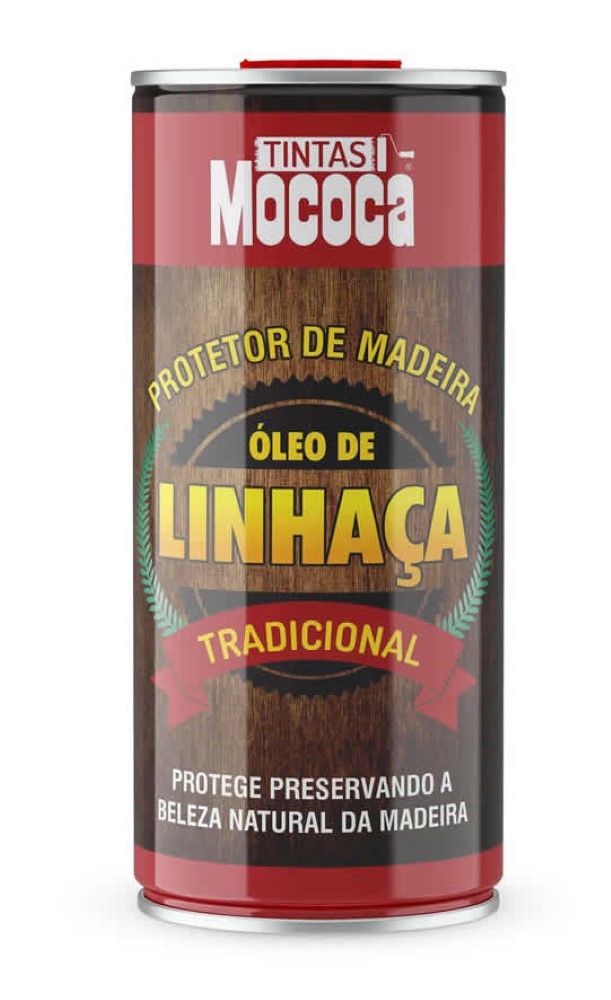 TINTAS
Mococa
®
PROTETOR DE MADEIRA
ÓLEO DE
LINHAÇA
TRADICIONAL
PROTEGE PRESERVANDO A
BELEZA NATURAL DA MADEIRA